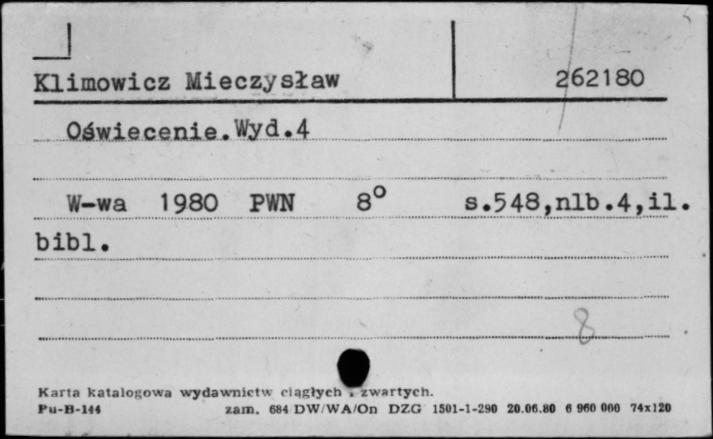 Klimowicz Mieczysław 262180
Oświecenie.Wyd.4
W-wa 1980 PWN 8° s.548,nlb.4,il.
bibl.
8
Karta katalogowa wydawnictw ciągłych . zwartych.
Pu-B-144 zam. 684 DW/WA/On DZG 1501-1-290 20.06.80 6 960 000 74x120